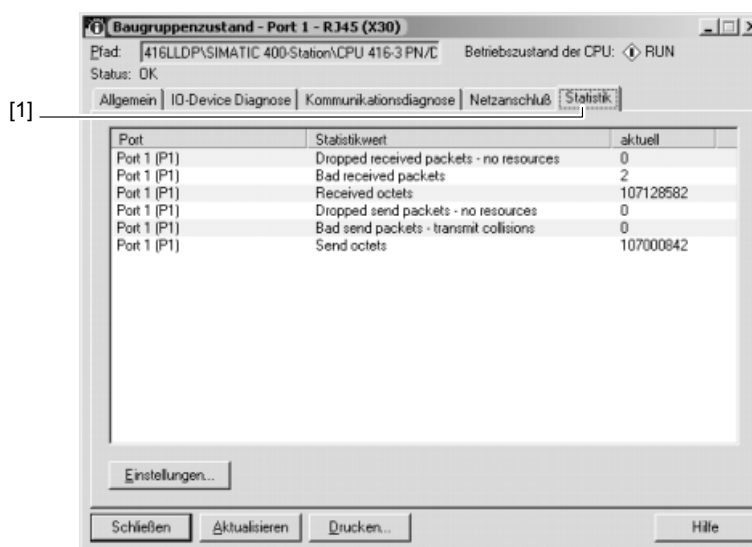 Baugruppenzustand - Port 1 - RJ45 (X30)
Pfad: 416LLDP\SIMATIC 400-Station\CPU 416-3 PN/D Betriebszustand der CPU: RUN
Status: OK
Allgemein IO-Device Diagnose Kommunikationsdiagnose Netzanschluß Statistik
[1]
Port Statistikwert aktuell
Port 1 (P1) Dropped received packets - no resources 0
Port 1 (P1) Bad received packets 2
Port 1 (P1) Received octets 107128582
Port 1 (P1) Dropped send packets - no resources 0
Port 1 (P1) Bad send packets - transmit collisions 0
Port 1 (P1) Send octets 107000842
Einstellungen...
Schließen Aktualisieren Drucken... Hilfe